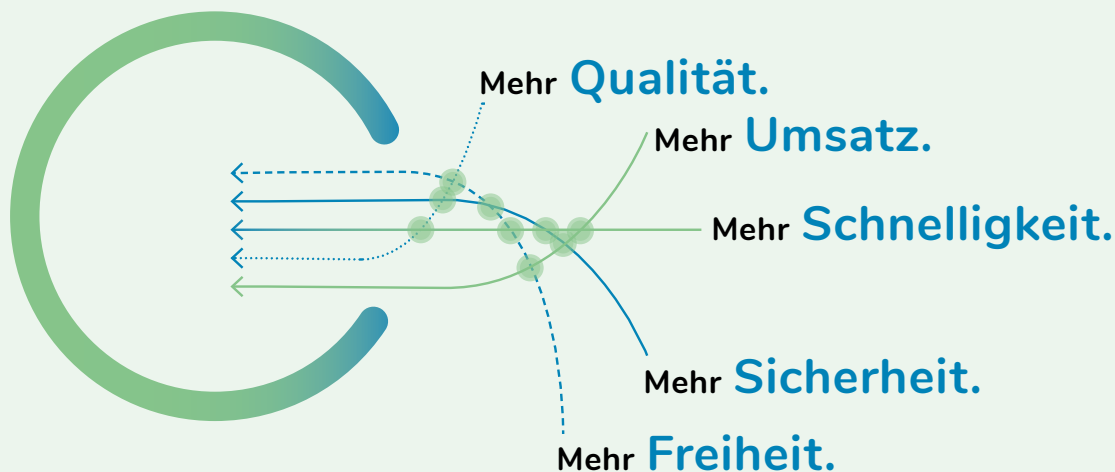 Mehr Qualität.
Mehr Umsatz.
Mehr Schnelligkeit.
Mehr Sicherheit.
Mehr Freiheit.